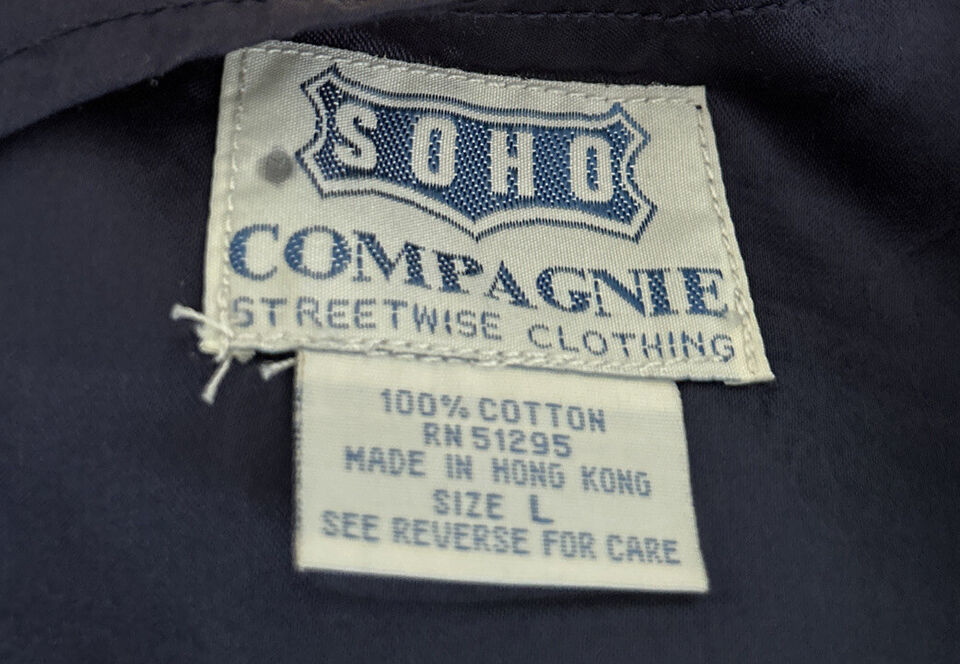 SOHO
COMPAGNIE
STREETWISE CLOTHING
100% COTTON
RN 51295
MADE IN HONG KONG
SIZE L
SEE REVERSE FOR CARE